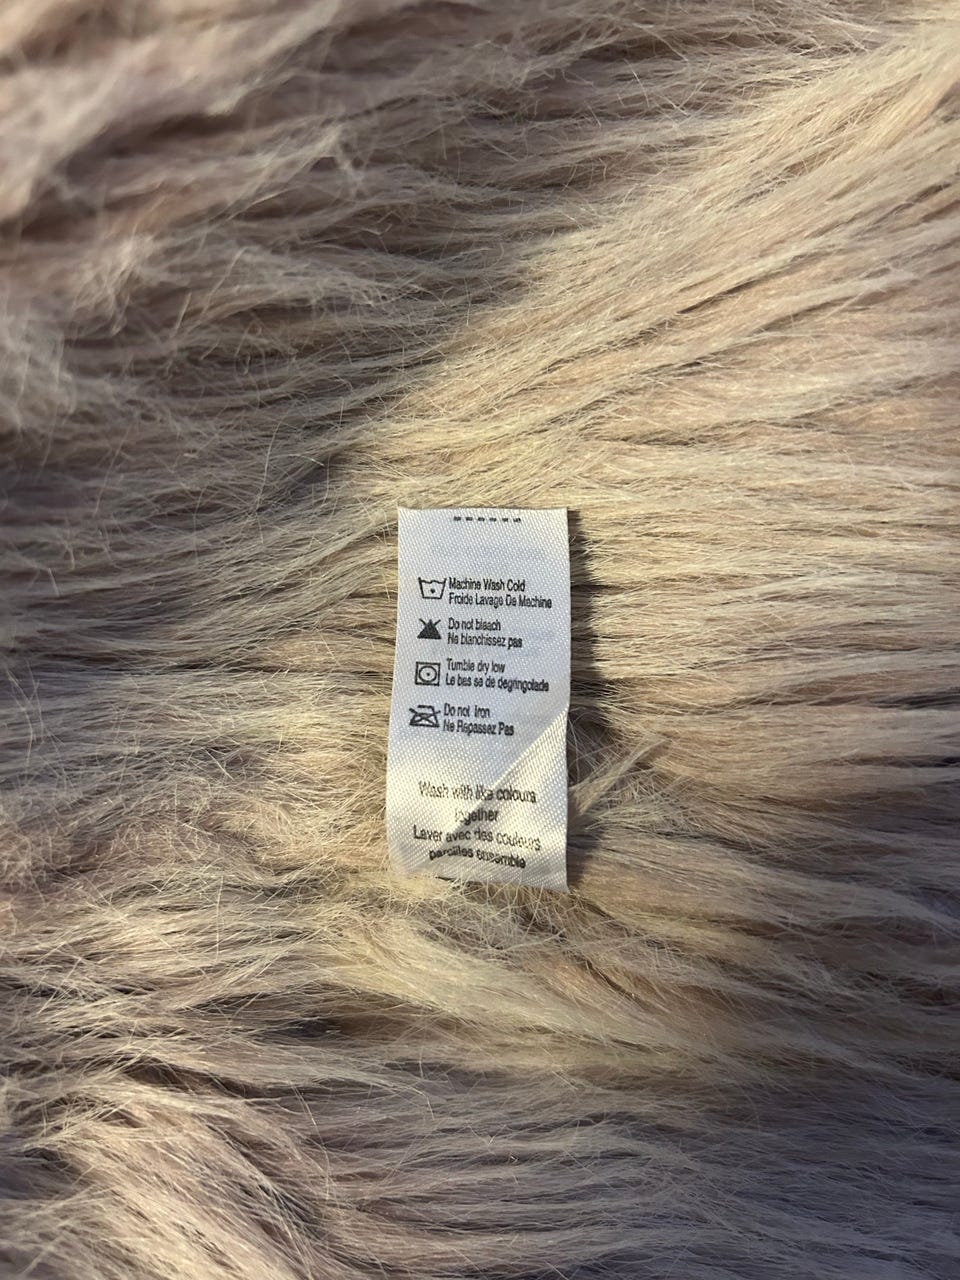 Machine Wash Cold
Froide Lavage De Machine
Do not bleach
Ne blanchissez pas
Tumble dry low
Le bas se de degringolade
Do not Iron
Ne Repassez Pas
Wash with like colours
together
Laver avec des couleurs
pareilles ensemble